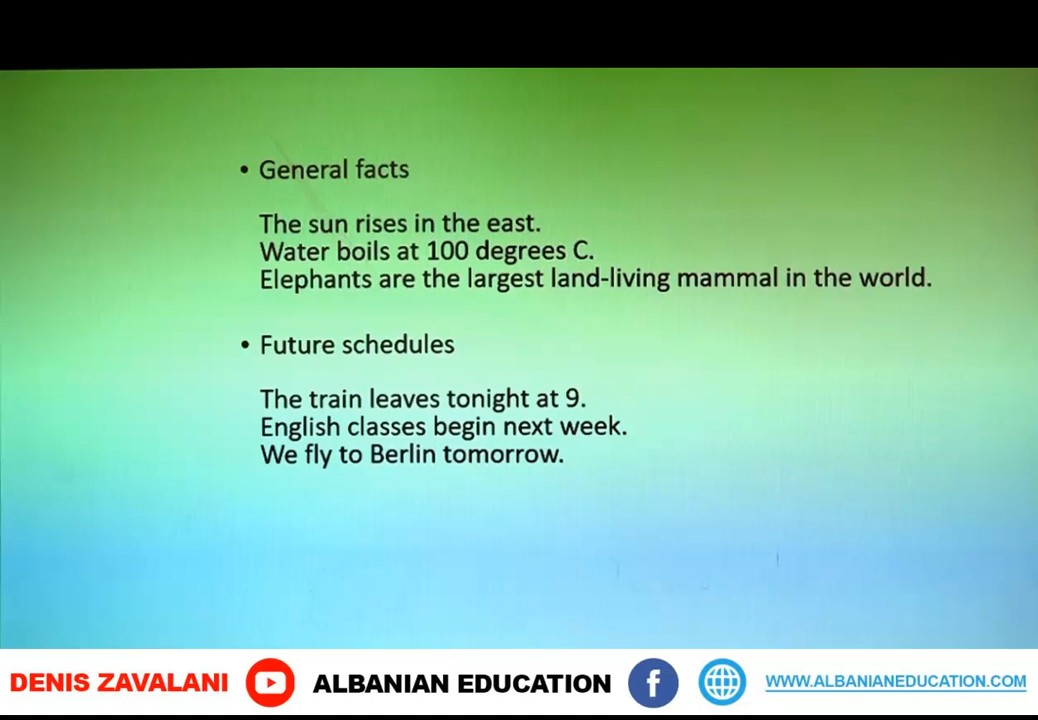 • General facts
The sun rises in the east.
Water boils at 100 degrees C.
Elephants are the largest land-living mammal in the world.
• Future schedules
The train leaves tonight at 9.
English classes begin next week.
We fly to Berlin tomorrow.
DENIS ZAVALANI ALBANIAN EDUCATION f WWW.ALBANIANEDUCATION.COM